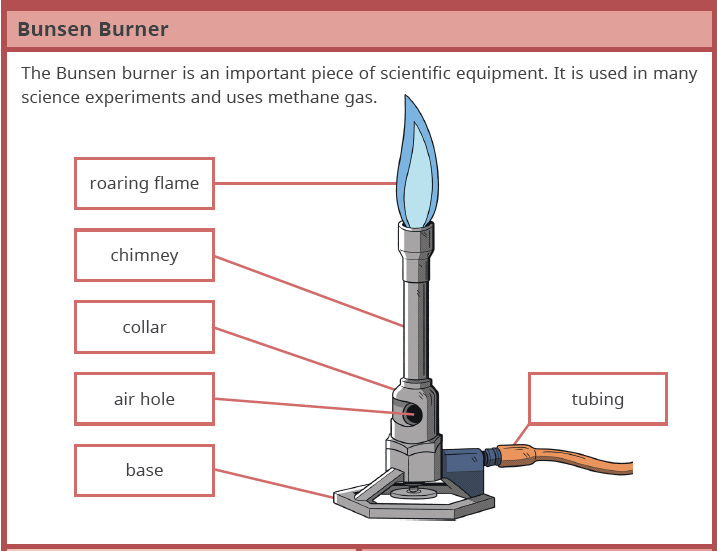 Bunsen Burner
The Bunsen burner is an important piece of scientific equipment. It is used in many
science experiments and uses methane gas.
roaring flame
chimney
collar
air hole
tubing
base